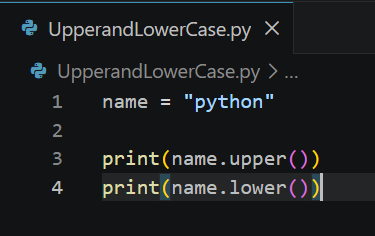 UpperandLowerCase.py ×
UpperandLowerCase.py > ...
1 name = "python"
2
3 print(name.upper())
4 print(name.lower())